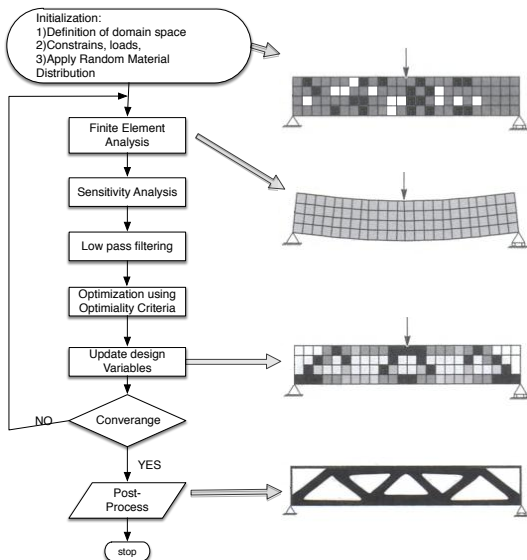 Initialization:
1)Definition of domain space
2)Constrains, loads,
3)Apply Random Material
Distribution
Finite Element
Analysis
Sensitivity Analysis
Low pass filtering
Optimization using
Optimiality Criteria
Update design
Variables
Converange
NO
YES
Post-
Process
stop